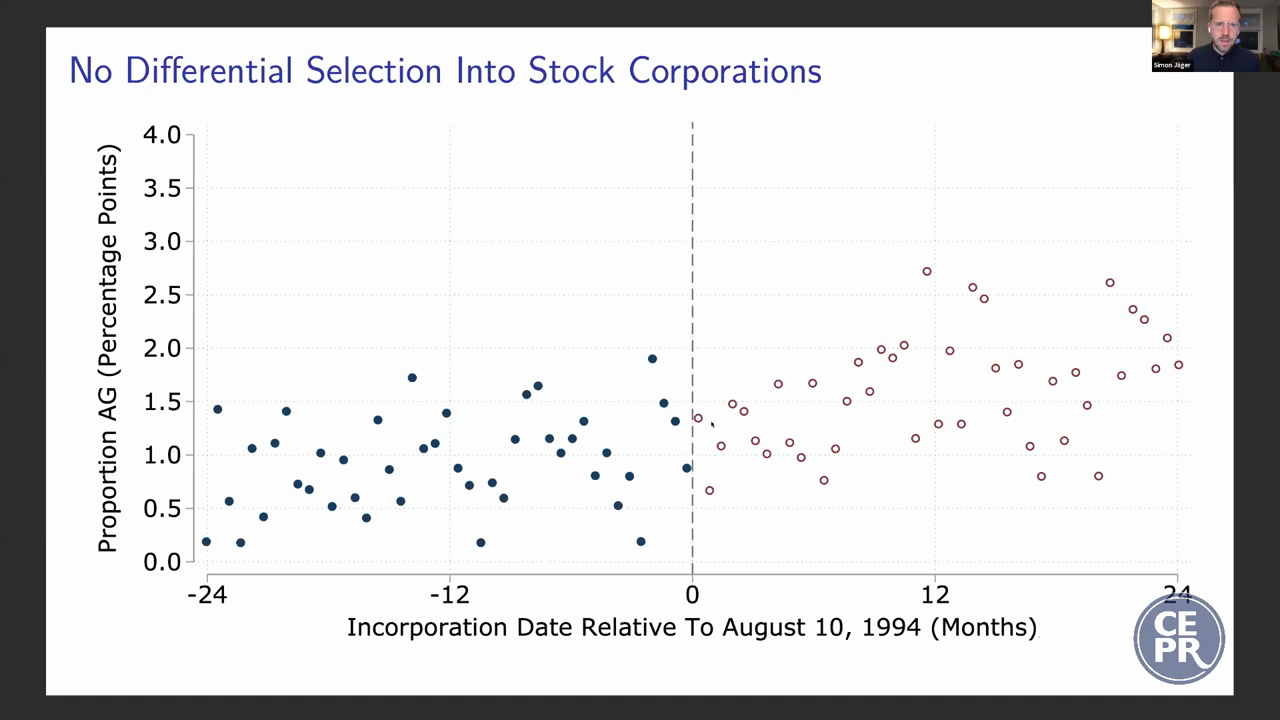 No Differential Selection Into Stock Corporations
Simon Jäger
Proportion AG (Percentage Points)
4.0
3.5
3.0
2.5
2.0
1.5
1.0
0.5
0.0
-24
-12
0
12
24
Incorporation Date Relative To August 10, 1994 (Months)
CE
PR